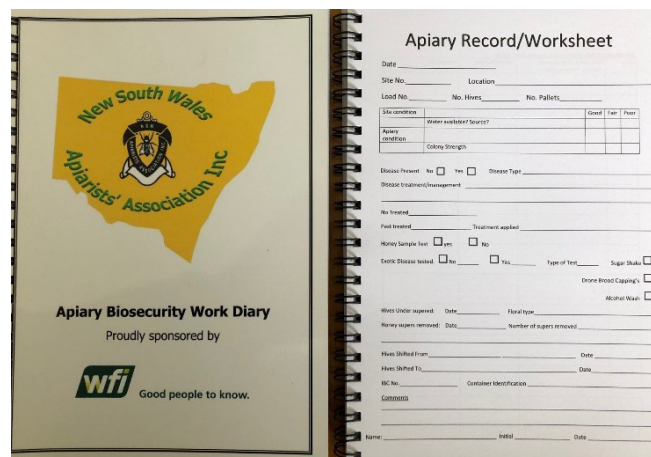 New South Wales
N S W
Apiarists' Association Inc
Apiary Biosecurity Work Diary
Proudly sponsored by
wfi Good people to know.
Apiary Record/Worksheet
Date
Site No. Location
Load No. No. Hives No. Pallets
Site condition Good Fair Poor
Water available? Source?
Apiary condition
Colony Strength
Disease Present No Yes Disease Type
Disease treatment/management
No Treated
Pest treated Treatment applied
Honey Sample Test yes No
Exotic Disease tested No Yes Type of Test Sugar Shake
Drone Brood Capping's
Alcohol Wash
Hives Under supered: Date Floral type
Honey supers removed: Date Number of supers removed
Hives Shifted From Date
Hives Shifted To Date
IBC No. Container Identification
Comments
Name: Initial Date